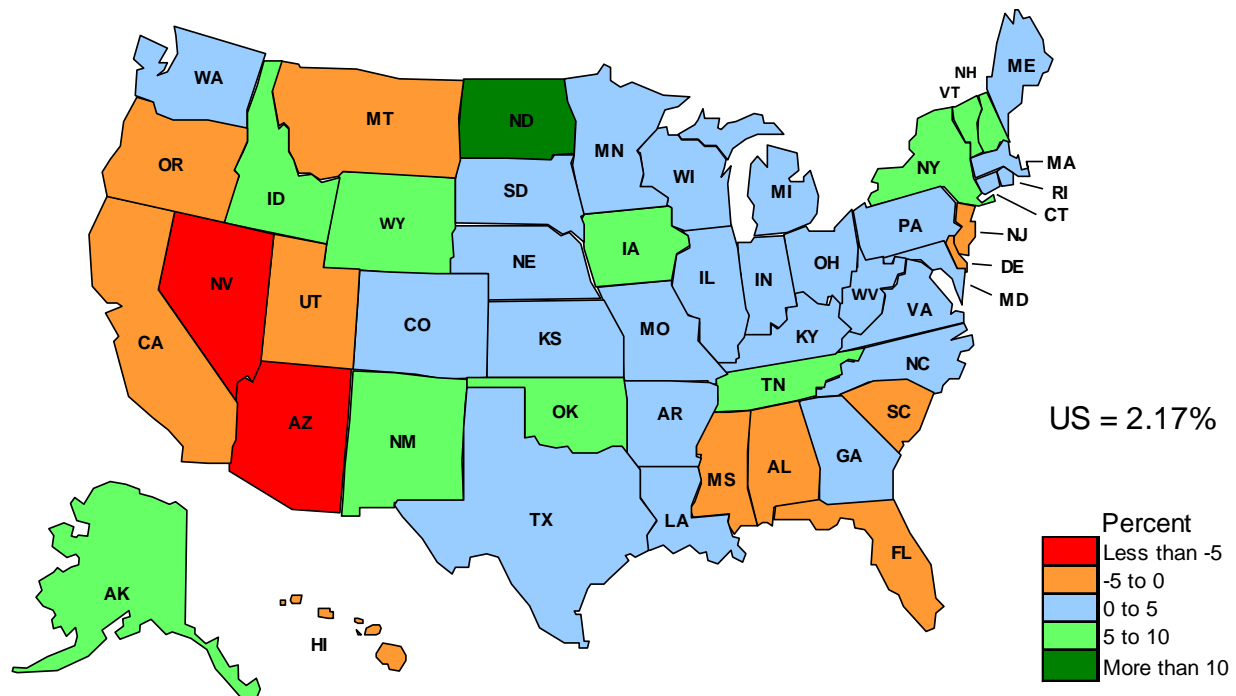 NH
WA
ME
VT
MT
ND
MN
OR
MA
NY
WI
ID
SD
MI
RI
WY
CT
PA
NJ
IA
NE
OH
DE
NV
IL
IN
UT
WV
MD
CO
VA
CA
KS
MO
KY
NC
TN
AZ
OK
AR
SC
US = 2.17%
NM
GA
MS
AL
TX
LA
Percent
FL
Less than -5
-5 to 0
AK
0 to 5
HI
5 to 10
More than 10